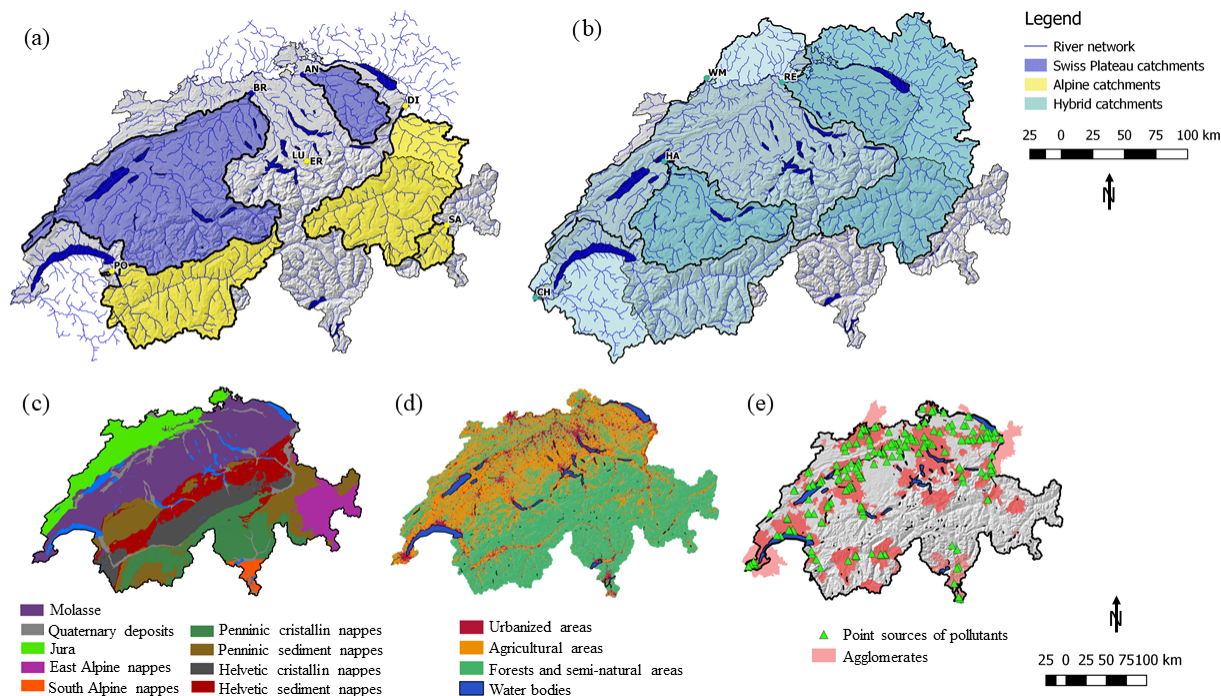 (a)
AN
BR
DI
LU
ER
SA
PO
(b)
WM
RE
HA
CH
Legend
River network
Swiss Plateau catchments
Alpine catchments
Hybrid catchments
25 0 25 50 75 100 km
N
(c)
Molasse
Quaternary deposits
Jura
East Alpine nappes
South Alpine nappes
Penninic cristallin nappes
Penninic sediment nappes
Helvetic cristallin nappes
Helvetic sediment nappes
(d)
Urbanized areas
Agricultural areas
Forests and semi-natural areas
Water bodies
(e)
Point sources of pollutants
Agglomerates
N
25 0 25 50 75100 km